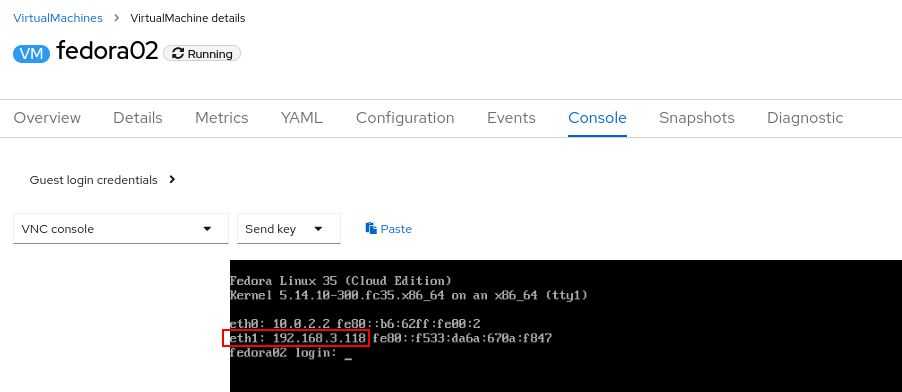 VirtualMachines > VirtualMachine details
VM fedora02 Running
Overview Details Metrics YAML Configuration Events Console Snapshots Diagnostic
Guest login credentials
VNC console Send key Paste
Fedora Linux 35 (Cloud Edition)
Kernel 5.14.10-300.fc35.x86_64 on an x86_64 (tty1)
eth0: 10.0.2.2 fe80::b6:62ff:fe00:2
eth1: 192.168.3.118 fe80::f533:da6a:670a:f847
fedora02 login: _